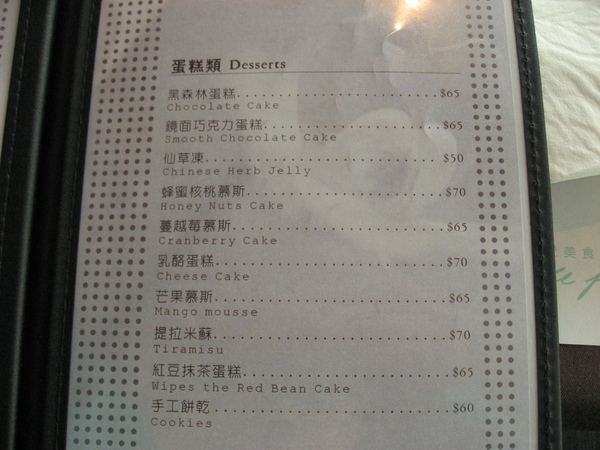 蛋糕類 Desserts
黑森林蛋糕........................$65
Chocolate Cake
鏡面巧克力蛋糕.....................$65
Smooth Chocolate Cake
仙草凍........................... $50
Chinese Herb Jelly
蜂蜜核桃慕斯.......................$70
Honey Nuts Cake
蔓越莓慕斯........................$65
Cranberry Cake
乳酪蛋糕..........................$70
Cheese Cake
芒果慕斯..........................$65
Mango mousse
提拉米蘇..........................$70
Tiramisu
紅豆抹茶蛋糕.......................$65
Wipes the Red Bean Cake
手工餅乾..........................$60
Cookies
美食